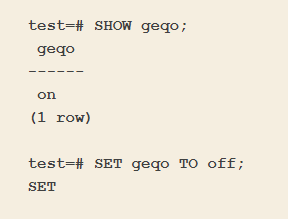 test=# SHOW geqo;
 geqo
------
 on
(1 row)

test=# SET geqo TO off;
SET